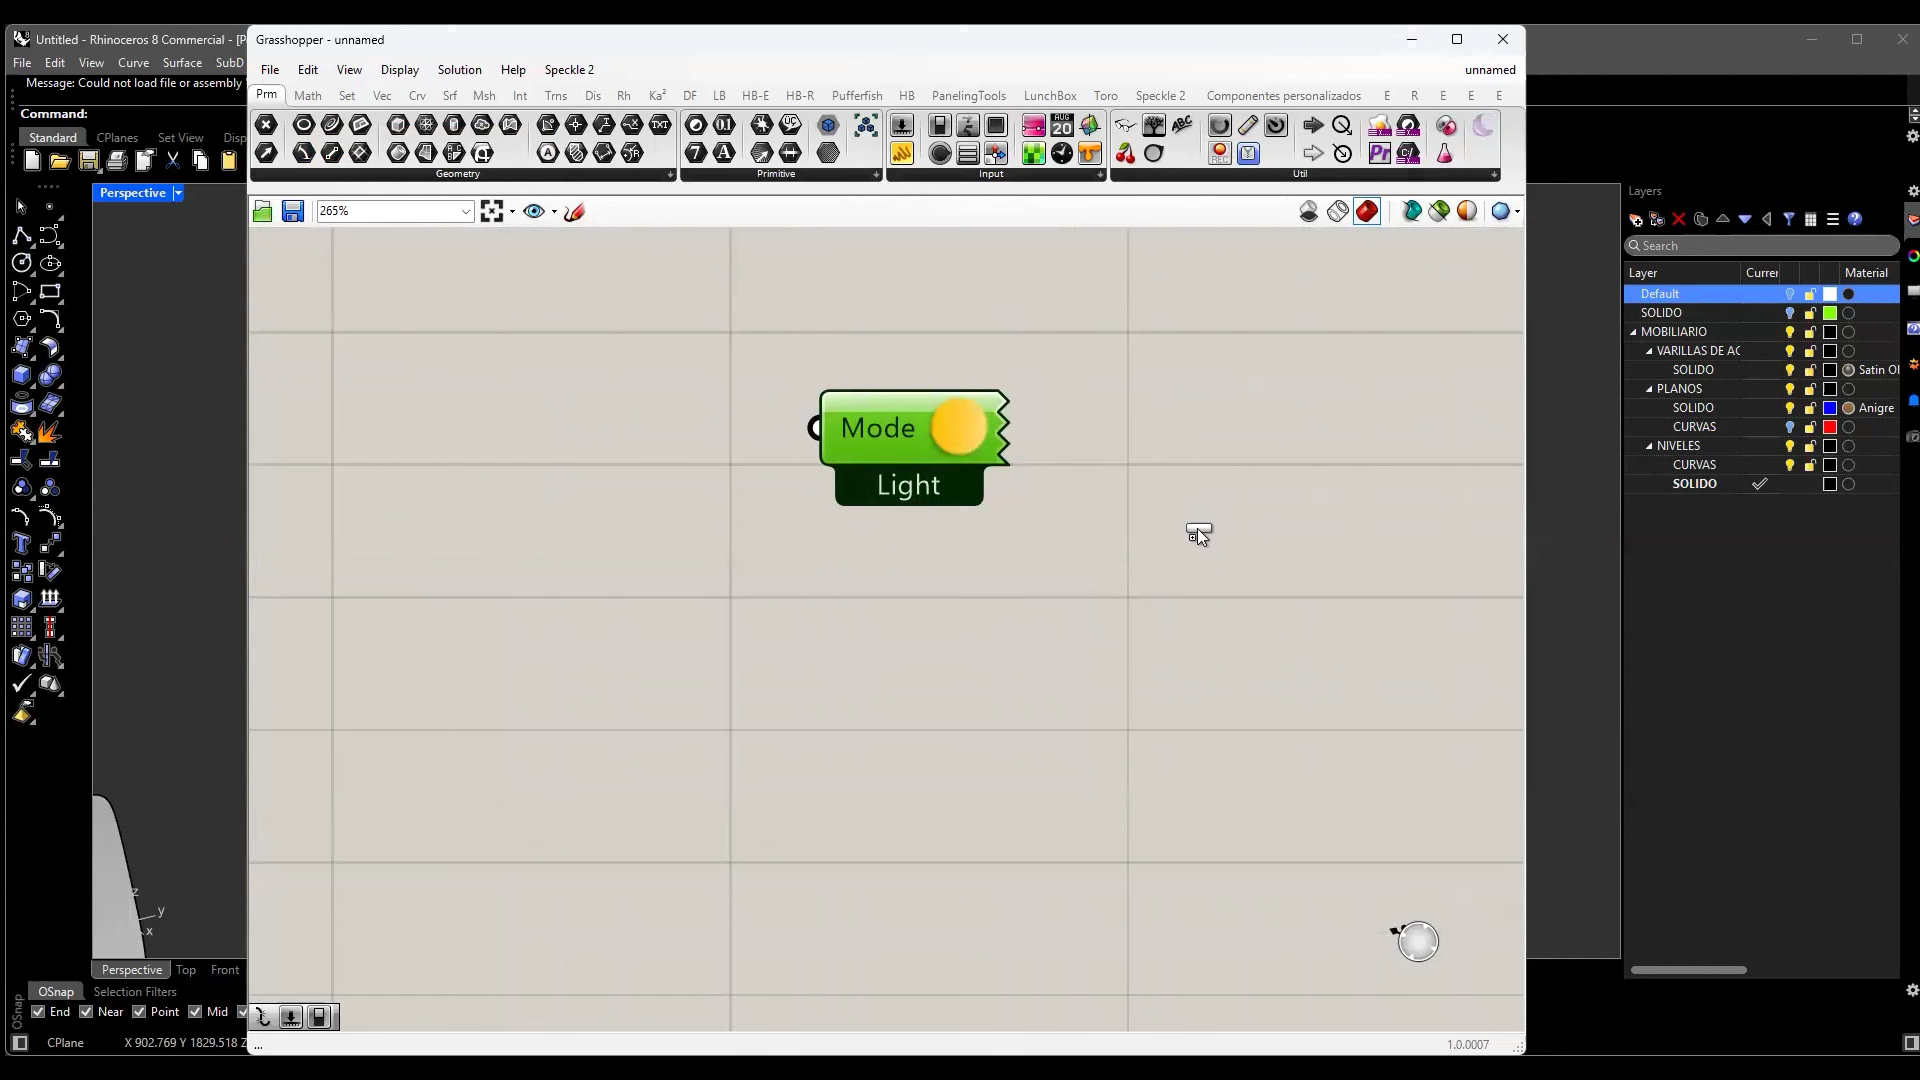 Untitled - Rhinoceros 8 Commercial - [P
File Edit View Curve Surface SubD
Message: Could not load file or assembly
Command:
Standard CPlanes Set View Disp
Perspective
Grasshopper - unnamed
File Edit View Display Solution Help Speckle 2 unnamed
Prm Math Set Vec Crv Srf Msh Int Trns Dis Rh Ka² DF LB HB-E HB-R Pufferfish HB PanelingTools LunchBox Toro Speckle 2 Componentes personalizados E R E E E
Geometry Primitive Input Util
265%
Mode
Light
z
y
x
Perspective Top Front
OSnap Selection Filters
OSnap
End Near Point Mid
CPlane X 902.769 Y 1829.518 Z
...
1.0.0007
Layers
Search
Layer Currer Material
Default
SOLIDO
MOBILIARIO
VARILLAS DE AC
SOLIDO Satin Ol
PLANOS
SOLIDO Anigre
CURVAS
NIVELES
CURVAS
SOLIDO